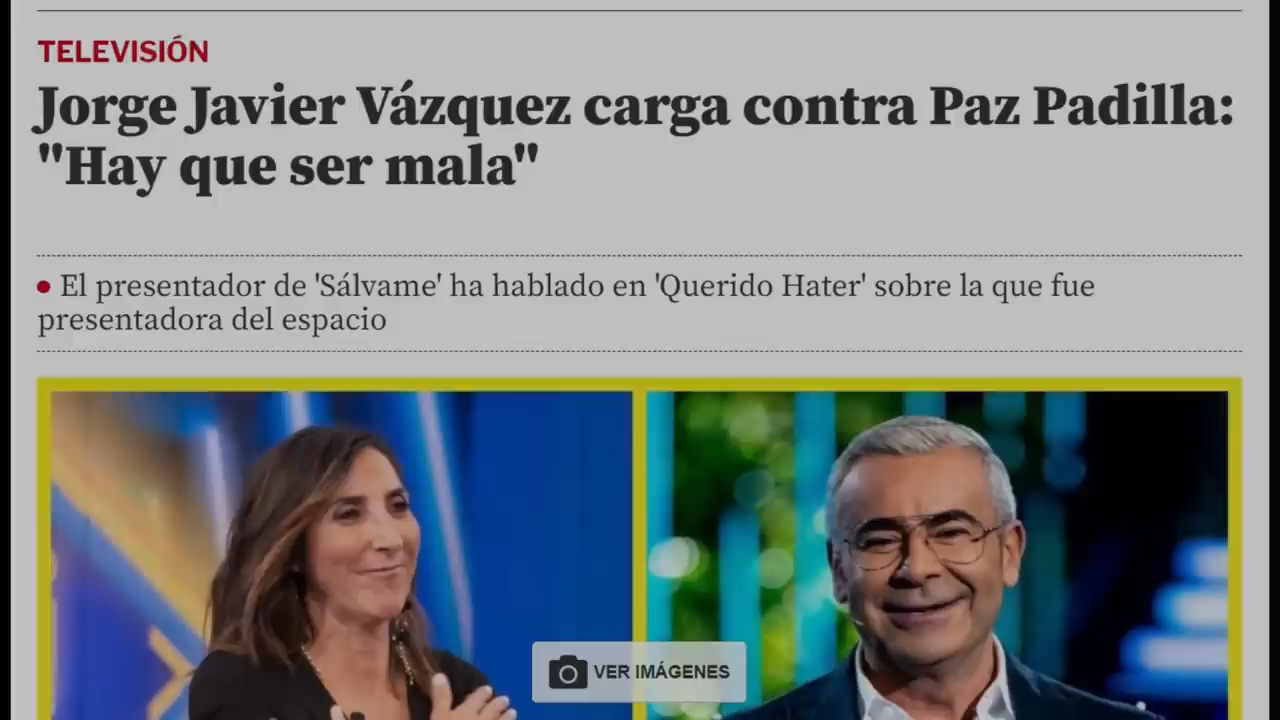 TELEVISIÓN
Jorge Javier Vázquez carga contra Paz Padilla:
"Hay que ser mala"
El presentador de 'Sálvame' ha hablado en 'Querido Hater' sobre la que fue
presentadora del espacio
VER IMÁGENES